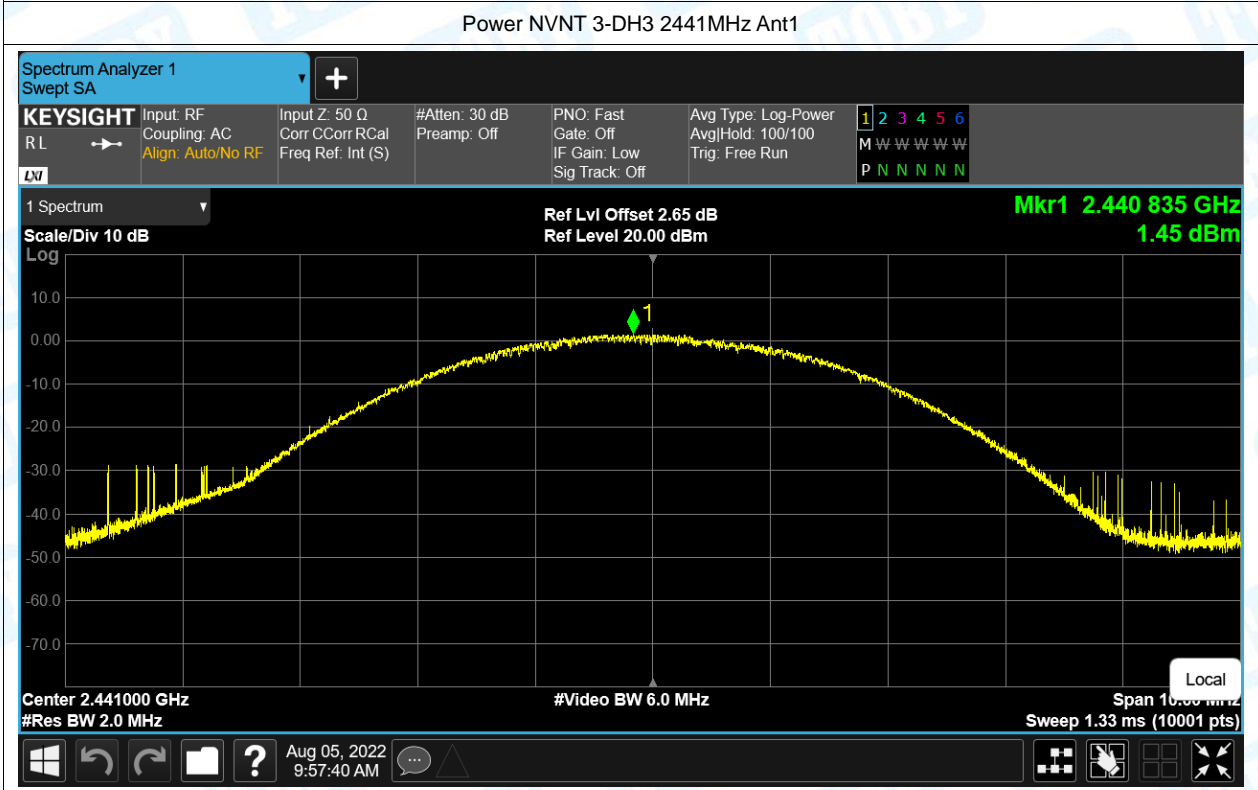 Power NVNT 3-DH3 2441MHz Ant1
Spectrum Analyzer 1
Swept SA
KEYSIGHT
R L
LXI
Input: RF
Coupling: AC
Align: Auto/No RF
Input Z: 50 Ω
Corr CCorr RCal
Freq Ref: Int (S)
#Atten: 30 dB
Preamp: Off
PNO: Fast
Gate: Off
IF Gain: Low
Sig Track: Off
Avg Type: Log-Power
Avg|Hold: 100/100
Trig: Free Run
1 2 3 4 5 6
M W W W W W
P N N N N N
1 Spectrum
Scale/Div 10 dB
Log
Ref Lvl Offset 2.65 dB
Ref Level 20.00 dBm
Mkr1 2.440 835 GHz
1.45 dBm
1
10.0
0.00
-10.0
-20.0
-30.0
-40.0
-50.0
-60.0
-70.0
Local
Center 2.441000 GHz
#Res BW 2.0 MHz
#Video BW 6.0 MHz
Span 10.00 MHz
Sweep 1.33 ms (10001 pts)
?
Aug 05, 2022
9:57:40 AM